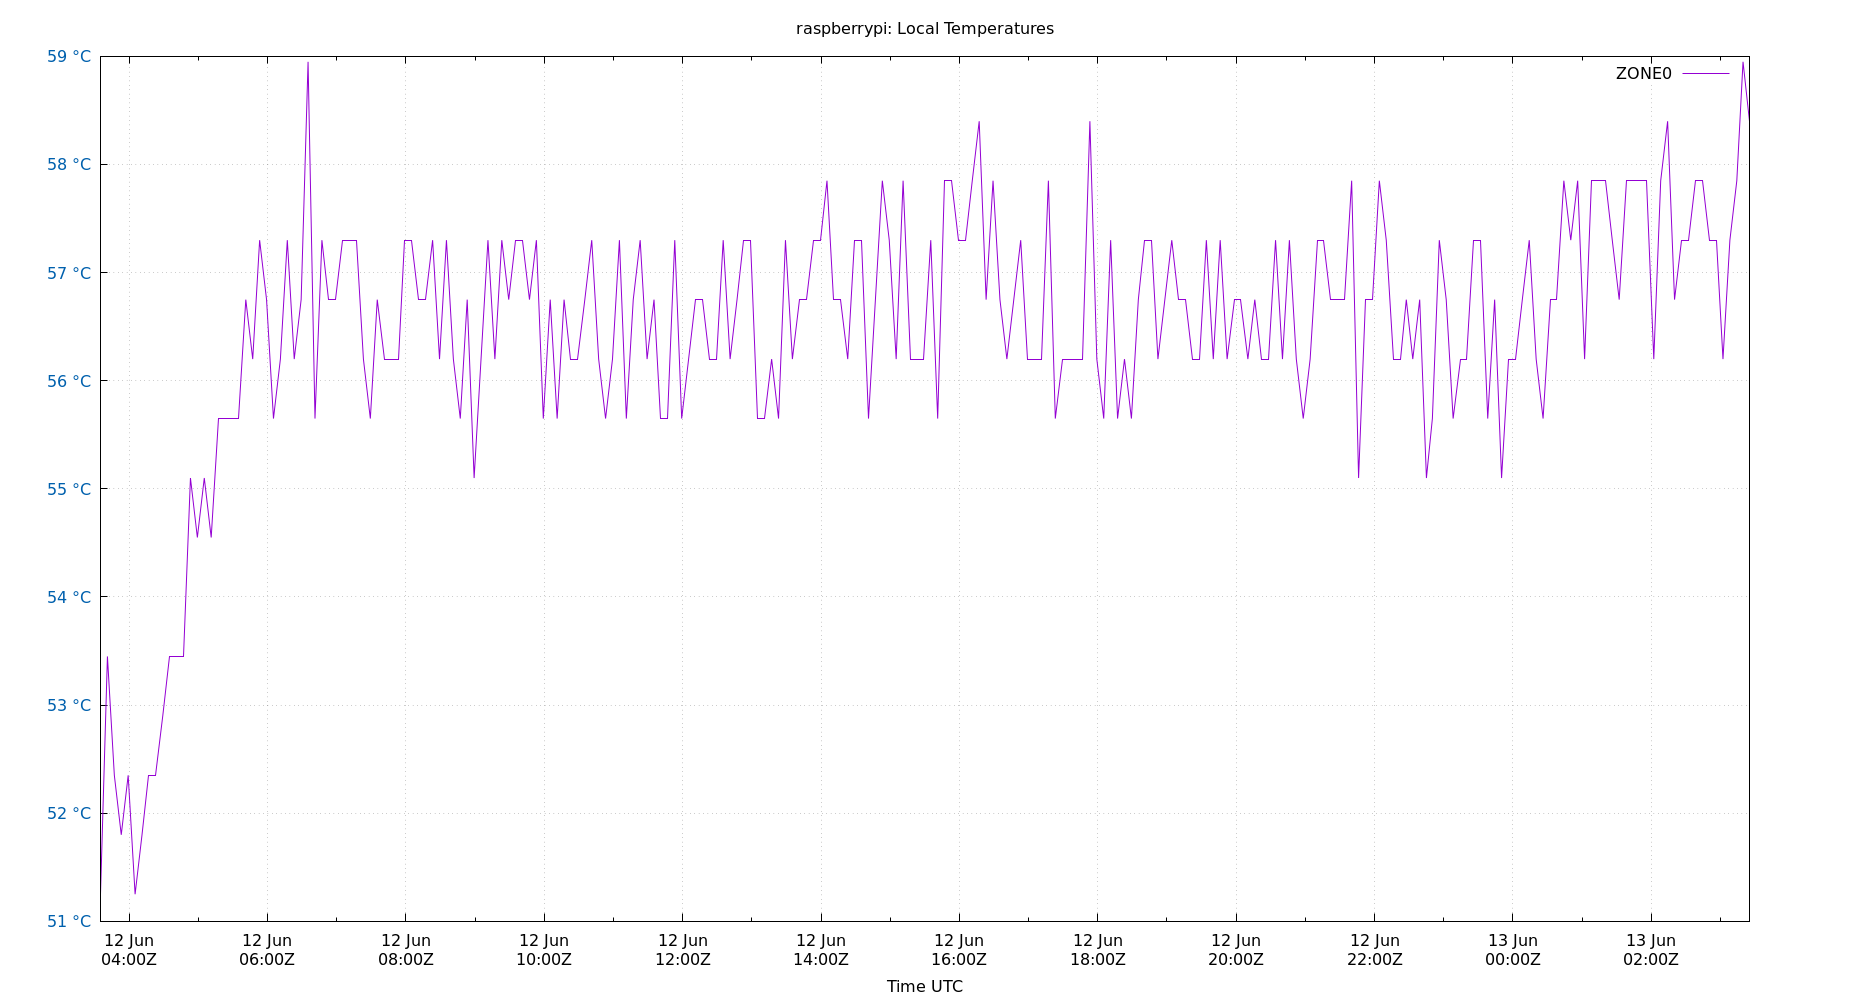 raspberrypi: Local Temperatures
59 °C
ZONE0
58 °C
57 °C
56 °C
55 °C
54 °C
53 °C
52 °C
51 °C
12 Jun 12 Jun 12 Jun 12 Jun 12 Jun 12 Jun 12 Jun 12 Jun 12 Jun 12 Jun 13 Jun 13 Jun
04:00Z 06:00Z 08:00Z 10:00Z 12:00Z 14:00Z 16:00Z 18:00Z 20:00Z 22:00Z 00:00Z 02:00Z
Time UTC